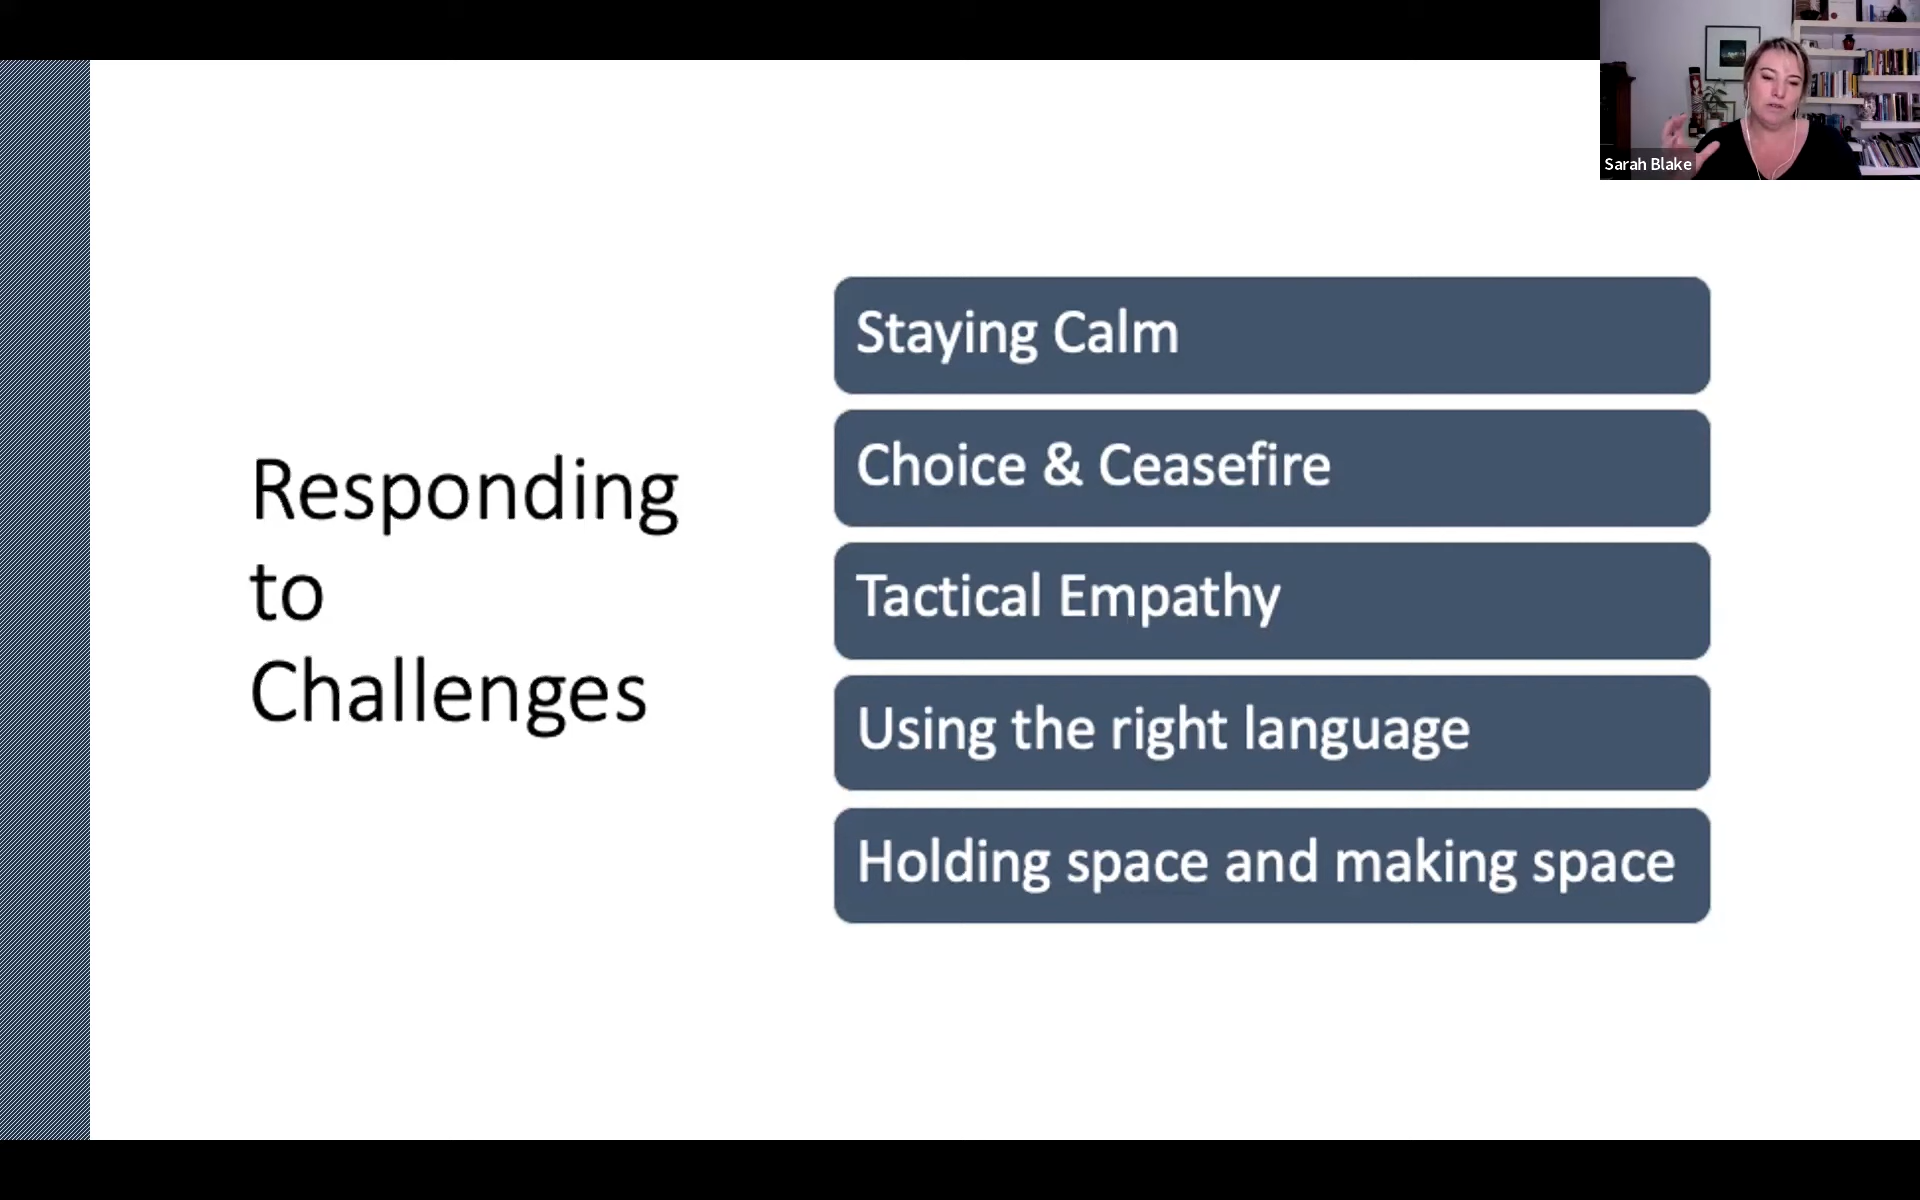 Sarah Blake
Responding
to
Challenges
Staying Calm
Choice & Ceasefire
Tactical Empathy
Using the right language
Holding space and making space